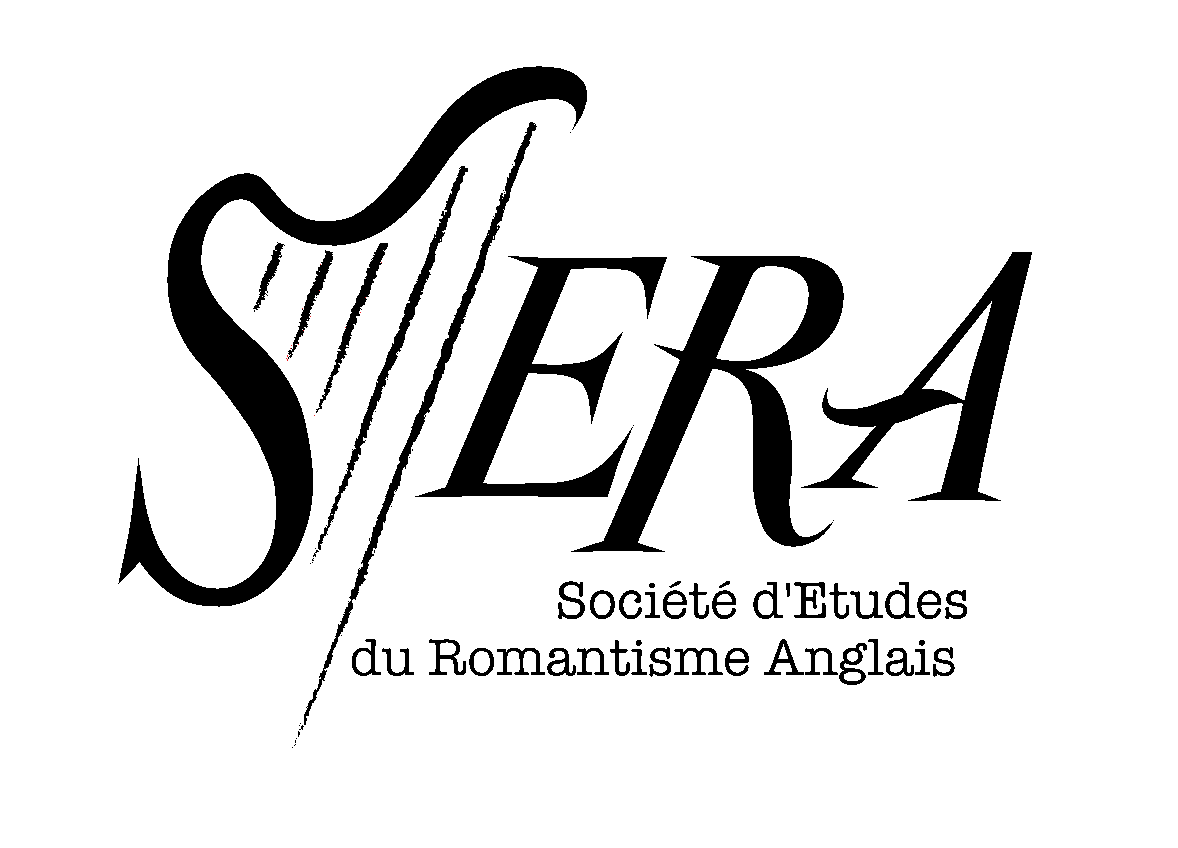 SERA
Société d'Etudes
du Romantisme Anglais